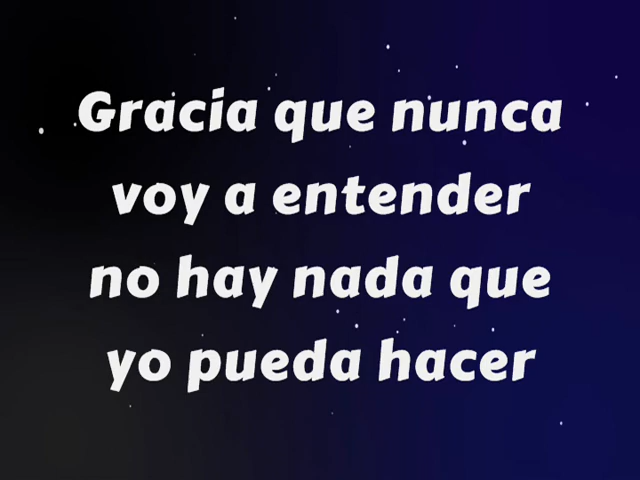 Gracia que nunca
voy a entender
no hay nada que
yo pueda hacer